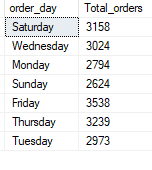 order_day Total_orders
Saturday 3158
Wednesday 3024
Monday 2794
Sunday 2624
Friday 3538
Thursday 3239
Tuesday 2973